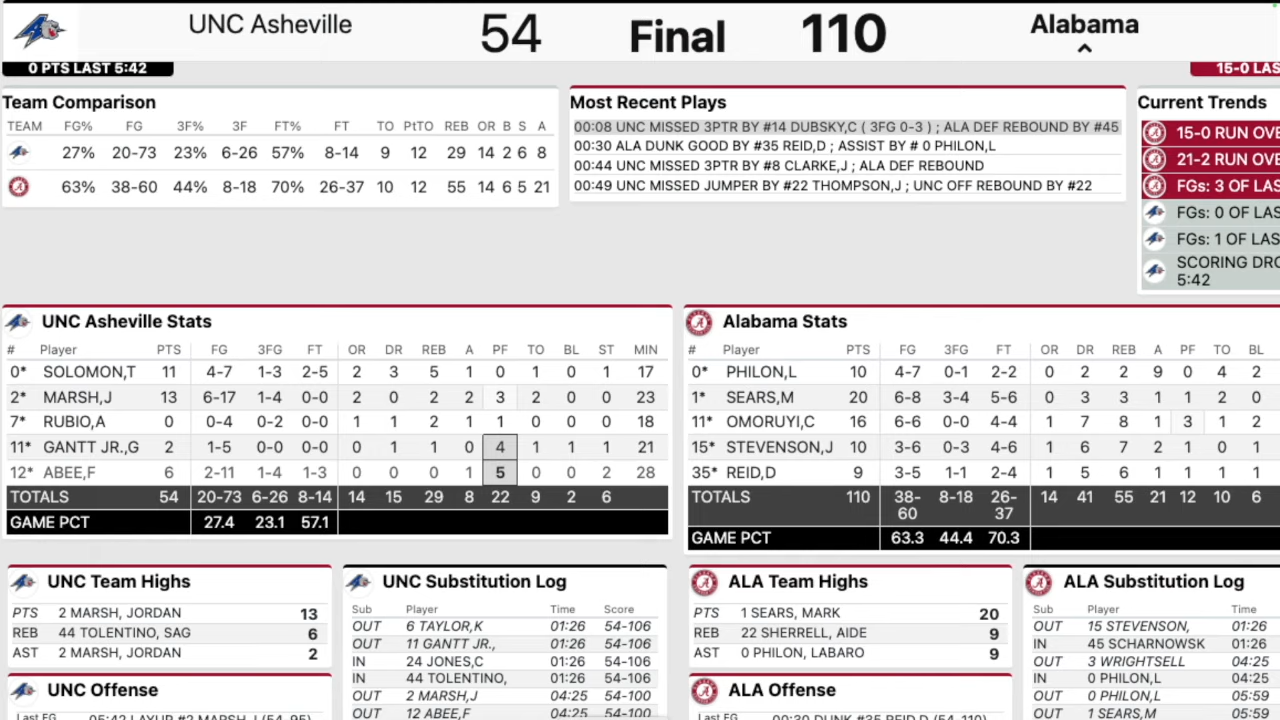 UNC Asheville 54 Final 110 Alabama
0 PTS LAST 5:42
15-0 LAS
Team Comparison
TEAM FG% FG 3F% 3F FT% FT TO PtTO REB OR B S A
27% 20-73 23% 6-26 57% 8-14 9 12 29 14 2 6 8
63% 38-60 44% 8-18 70% 26-37 10 12 55 14 6 5 21
Most Recent Plays
00:08 UNC MISSED 3PTR BY #14 DUBSKY,C ( 3FG 0-3 ) ; ALA DEF REBOUND BY #45
00:30 ALA DUNK GOOD BY #35 REID,D ; ASSIST BY # 0 PHILON,L
00:44 UNC MISSED 3PTR BY #8 CLARKE,J ; ALA DEF REBOUND
00:49 UNC MISSED JUMPER BY #22 THOMPSON,J ; UNC OFF REBOUND BY #22
Current Trends
15-0 RUN OVE
21-2 RUN OVE
FGs: 3 OF LAS
FGs: 0 OF LAS
FGs: 1 OF LAS
SCORING DRO
5:42
UNC Asheville Stats
# Player PTS FG 3FG FT OR DR REB A PF TO BL ST MIN
0* SOLOMON,T 11 4-7 1-3 2-5 2 3 5 1 0 1 0 1 17
2* MARSH,J 13 6-17 1-4 0-0 2 0 2 2 3 2 0 0 23
7* RUBIO,A 0 0-4 0-2 0-0 1 1 2 1 1 0 0 0 18
11* GANTT JR.,G 2 1-5 0-0 0-0 0 1 1 0 4 1 1 1 21
12* ABEE,F 6 2-11 1-4 1-3 0 0 0 1 5 0 0 2 28
TOTALS 54 20-73 6-26 8-14 14 15 29 8 22 9 2 6
GAME PCT 27.4 23.1 57.1
Alabama Stats
# Player PTS FG 3FG FT OR DR REB A PF TO BL
0* PHILON,L 10 4-7 0-1 2-2 0 2 2 9 0 4 2
1* SEARS,M 20 6-8 3-4 5-6 0 3 3 1 1 2 0
11* OMORUYI,C 16 6-6 0-0 4-4 1 7 8 1 3 1 2
15* STEVENSON,J 10 3-6 0-3 4-6 1 6 7 2 1 0 1
35* REID,D 9 3-5 1-1 2-4 1 5 6 1 1 1 1
TOTALS 110 38-60 8-18 26-37 14 41 55 21 12 10 6
GAME PCT 63.3 44.4 70.3
UNC Team Highs
PTS 2 MARSH, JORDAN 13
REB 44 TOLENTINO, SAG 6
AST 2 MARSH, JORDAN 2
UNC Offense
Last FG 05:42 LAYUP #2 MARSH,J (54-95)
UNC Substitution Log
Sub Player Time Score
OUT 6 TAYLOR,K 01:26 54-106
OUT 11 GANTT JR., 01:26 54-106
IN 24 JONES,C 01:26 54-106
IN 44 TOLENTINO, 01:26 54-106
OUT 2 MARSH,J 04:25 54-100
OUT 12 ABEE,F 04:25 54-100
ALA Team Highs
PTS 1 SEARS, MARK 20
REB 22 SHERRELL, AIDE 9
AST 0 PHILON, LABARO 9
ALA Offense
Last FG 00:30 DUNK #35 REID,D (54-110)
ALA Substitution Log
Sub Player Time
OUT 15 STEVENSON, 01:26
IN 45 SCHARNOWSK 01:26
OUT 3 WRIGHTSELL 04:25
IN 0 PHILON,L 04:25
OUT 0 PHILON,L 05:59
OUT 1 SEARS,M 05:59